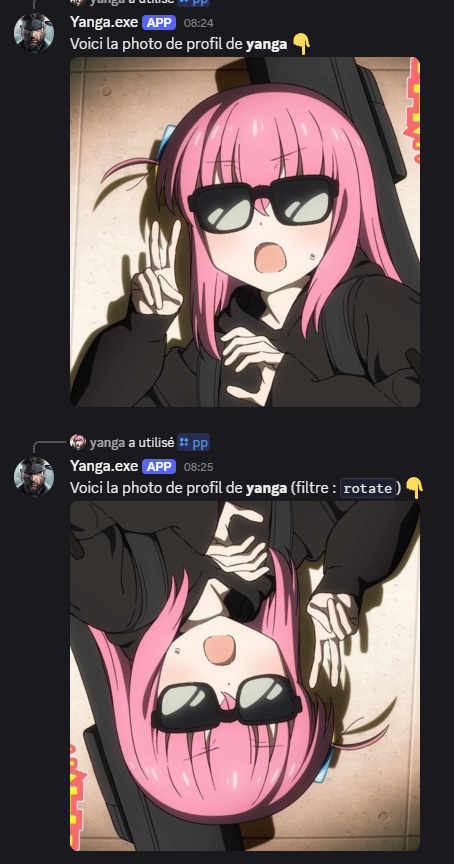 yanga a utilisé pp
Yanga.exe APP 08:24
Voici la photo de profil de yanga 👇
yanga a utilisé pp
Yanga.exe APP 08:25
Voici la photo de profil de yanga (filtre : rotate) 👇